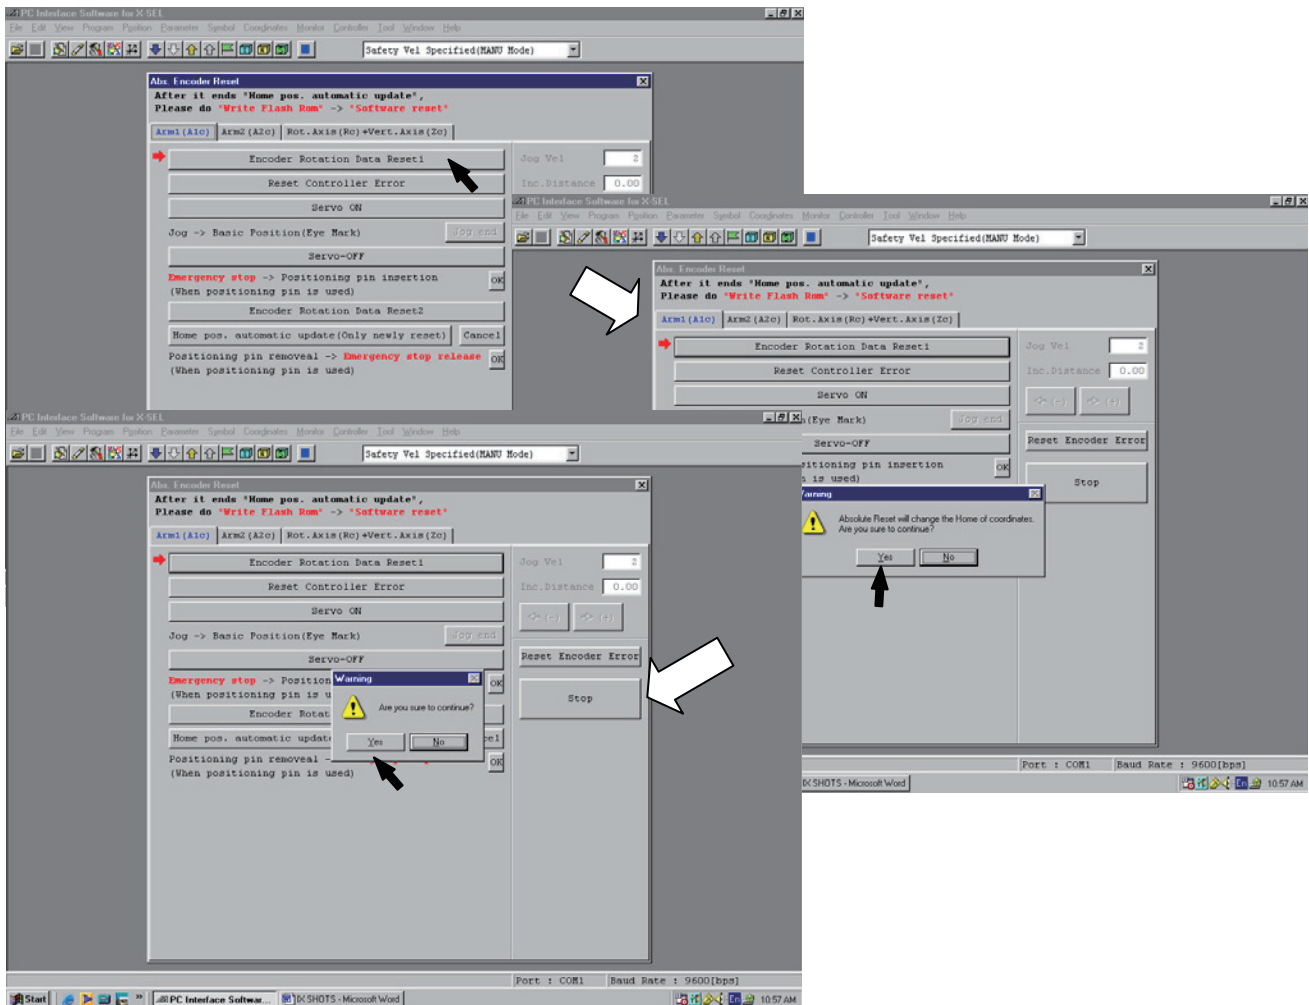 PC Interface Software for X-SEL
File Edit View Program Position Parameter Symbol Coordinates Monitor Controller Tool Window Help
Safety Vel Specified(MANU Mode)
Abs. Encoder Reset
After it ends "Home pos. automatic update",
Please do "Write Flash Rom" -> "Software reset"
Arm1(A1c) Arm2(A2c) Rot.Axis(Rc)+Vert.Axis(Zc)
Encoder Rotation Data Reset1
Jog Vel 2
Reset Controller Error
Inc.Distance 0.00
Servo ON
Jog -> Basic Position(Eye Mark) Jog end
Servo-OFF
Emergency stop -> Positioning pin insertion OK
(When positioning pin is used)
Encoder Rotation Data Reset2
Home pos. automatic update(Only newly reset) Cancel
Positioning pin removeal -> Emergency stop release OK
(When positioning pin is used)
PC Interface Software for X-SEL
File Edit View Program Position Parameter Symbol Coordinates Monitor Controller Tool Window Help
Safety Vel Specified(MANU Mode)
Abs. Encoder Reset
After it ends "Home pos. automatic update",
Please do "Write Flash Rom" -> "Software reset"
Arm1(A1c) Arm2(A2c) Rot.Axis(Rc)+Vert.Axis(Zc)
Encoder Rotation Data Reset1
Jog Vel 2
Reset Controller Error
Inc.Distance 0.00
Servo ON
(-) (+)
(Eye Mark) Jog end
Servo-OFF
Reset Encoder Error
pin insertion OK
is used)
Stop
Warning
Absolute Reset will change the Home of coordinates.
Are you sure to continue?
Yes No
Port : COM1 Baud Rate : 9600[bps]
IX SHOTS - Microsoft Word
En 10:57 AM
PC Interface Software for X-SEL
File Edit View Program Position Parameter Symbol Coordinates Monitor Controller Tool Window Help
Safety Vel Specified(MANU Mode)
Abs. Encoder Reset
After it ends "Home pos. automatic update",
Please do "Write Flash Rom" -> "Software reset"
Arm1(A1c) Arm2(A2c) Rot.Axis(Rc)+Vert.Axis(Zc)
Encoder Rotation Data Reset1
Jog Vel 2
Reset Controller Error
Inc.Distance 0.00
Servo ON
(-) (+)
Jog -> Basic Position(Eye Mark) Jog end
Servo-OFF
Reset Encoder Error
Emergency stop -> Position OK
(When positioning pin is u
Stop
Warning
Are you sure to continue?
Yes No
Encoder Rotat
Home pos. automatic updat cel
Positioning pin removeal - OK
(When positioning pin is used)
Port : COM1 Baud Rate : 9600[bps]
Start PC Interface Softwar... IX SHOTS - Microsoft Word En 10:57 AM